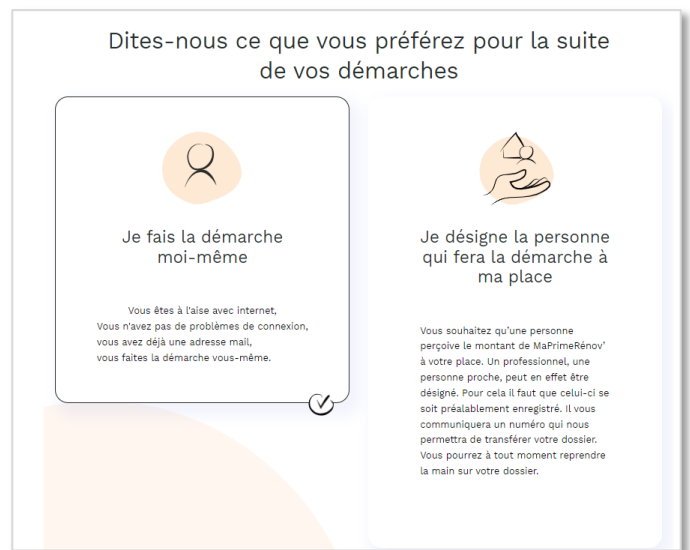 Dites-nous ce que vous préférez pour la suite
de vos démarches
Je fais la démarche
moi-même
Vous êtes à l'aise avec internet,
Vous n'avez pas de problèmes de connexion,
vous avez déjà une adresse mail,
vous faites la démarche vous-même.
Je désigne la personne
qui fera la démarche à
ma place
Vous souhaitez qu'une personne
perçoive le montant de MaPrimeRénov'
à votre place. Un professionnel, une
personne proche, peut en effet être
désigné. Pour cela il faut que celui-ci se
soit préalablement enregistré. Il vous
communiquera un numéro qui nous
permettra de transférer votre dossier.
Vous pourrez à tout moment reprendre
la main sur votre dossier.